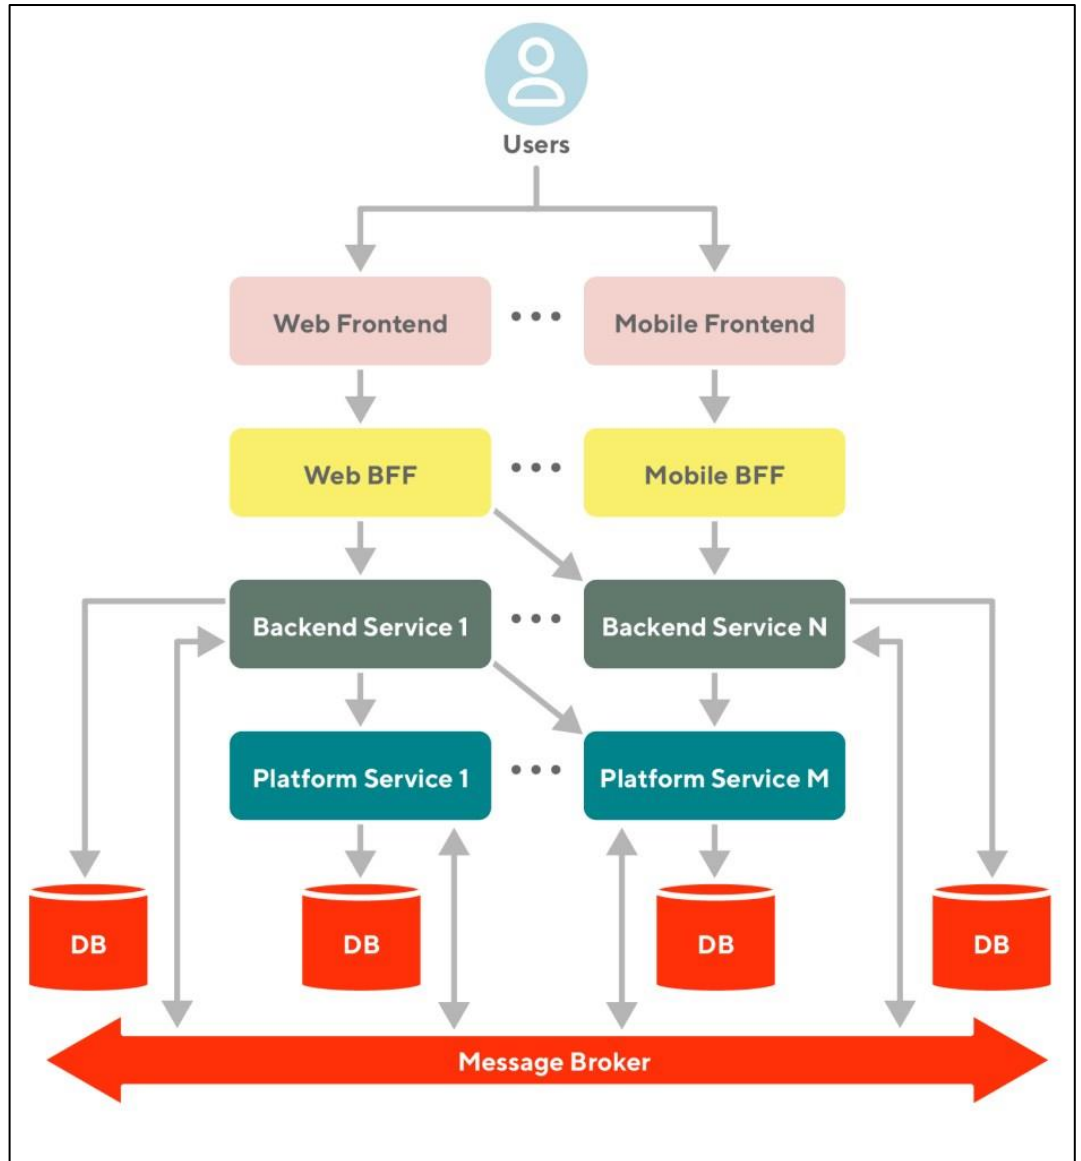 Users
Web Frontend
Mobile Frontend
Web BFF
Mobile BFF
Backend Service 1
Backend Service N
Platform Service 1
Platform Service M
DB
DB
DB
DB
Message Broker